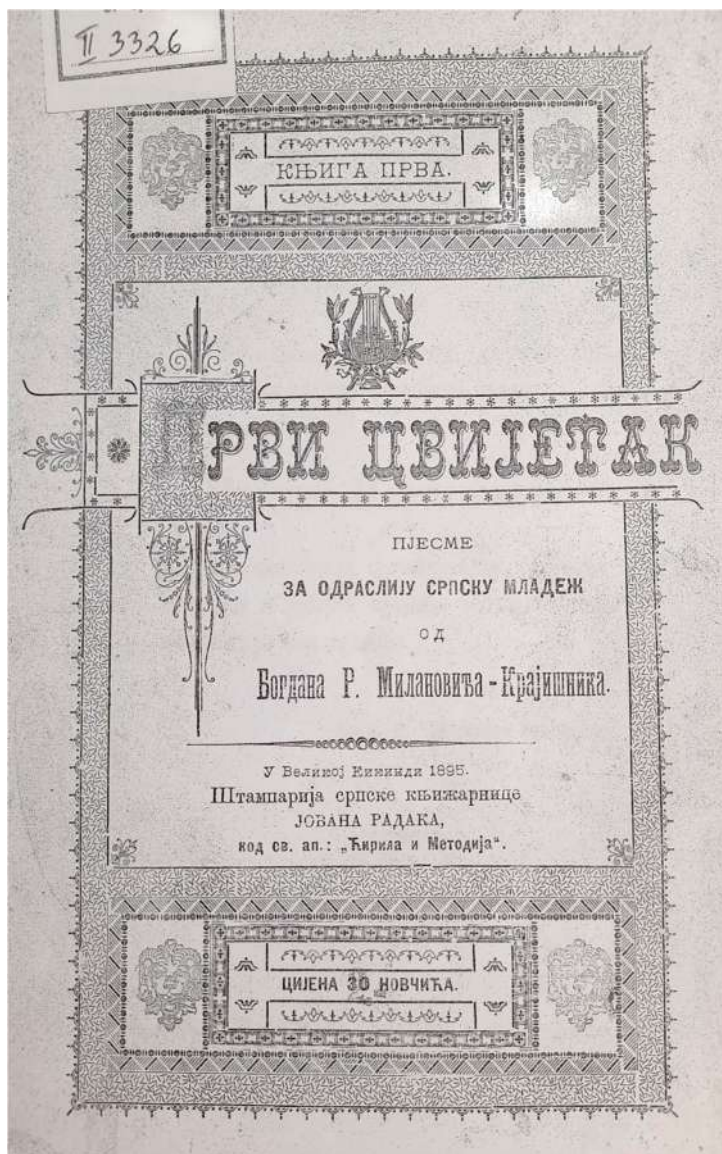 II 3326
КЊИГА ПРВА.
ПРВИ ЦВИЈЕТАК
ПЈЕСМЕ
ЗА ОДРАСЛИЈУ СРПСКУ МЛАДЕЖ
ОД
Богдана Р. Милановића-Крајишника.
У Великој Кикинди 1895.
Штампарија српске књижарнице
ЈОВАНА РАДАКА,
код св. ап.: „Ћирила и Методија“.
ЦИЈЕНА 30 НОВЧИЋА.